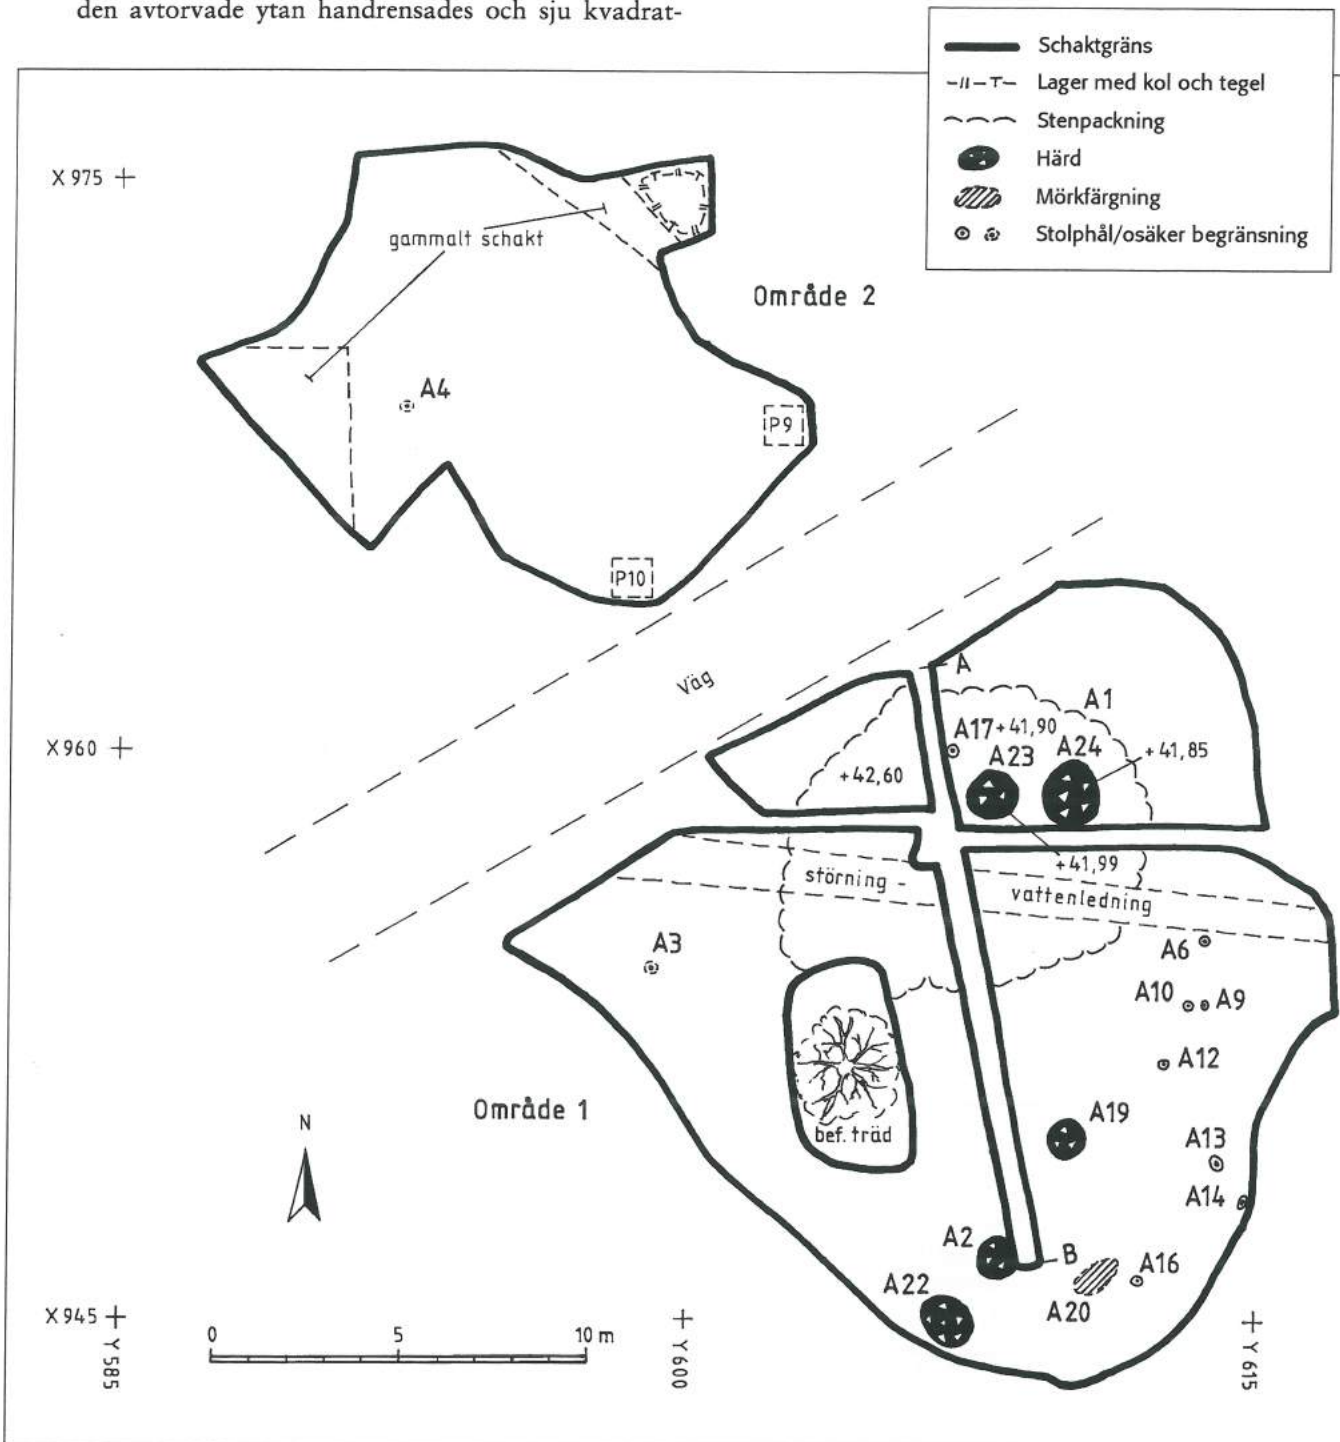 den avtorvade ytan handrensades och sju kvadrat-
Schaktgräns
Lager med kol och tegel
Stenpackning
Härd
Mörkfärgning
Stolphål/osäker begränsning
X 975
gammalt schakt
Område 2
A4
P9
P10
Väg
A
A1
X 960
A17 +41,90
A23 A24
+41,85
+42,60
+41,99
störning -
vattenledning
A3
A6
A10 A9
A12
Område 1
A19
bef. träd
A13
N
A14
A2
B
A22
A16
A20
X 945
0 5 10 m
Y 585
Y 600
Y 615